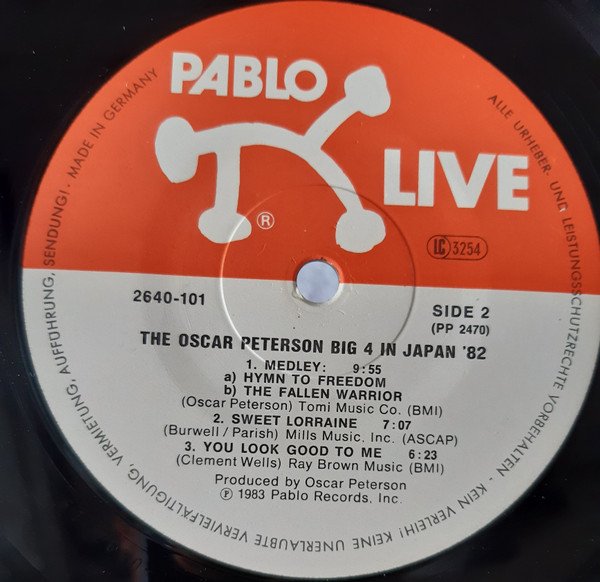 PABLO
LIVE
®
LC 3254
2640-101
SIDE 2
(PP 2470)
THE OSCAR PETERSON BIG 4 IN JAPAN '82
1. MEDLEY: 9:55
a) HYMN TO FREEDOM
b) THE FALLEN WARRIOR
(Oscar Peterson) Tomi Music Co. (BMI)
2. SWEET LORRAINE 7:07
(Burwell / Parish) Mills Music. Inc. (ASCAP)
3. YOU LOOK GOOD TO ME 6:23
(Clement Wells) Ray Brown Music (BMI)
Produced by Oscar Peterson
℗ 1983 Pablo Records, Inc.
ALLE URHEBER- UND LEISTUNGSSCHUTZRECHTE VORBEHALTEN - KEIN VERLEIH! KEINE UNERLAUBTE VERVIELFÄLTIGUNG, VERMIETUNG, AUFFÜHRUNG, SENDUNG! · MADE IN GERMANY